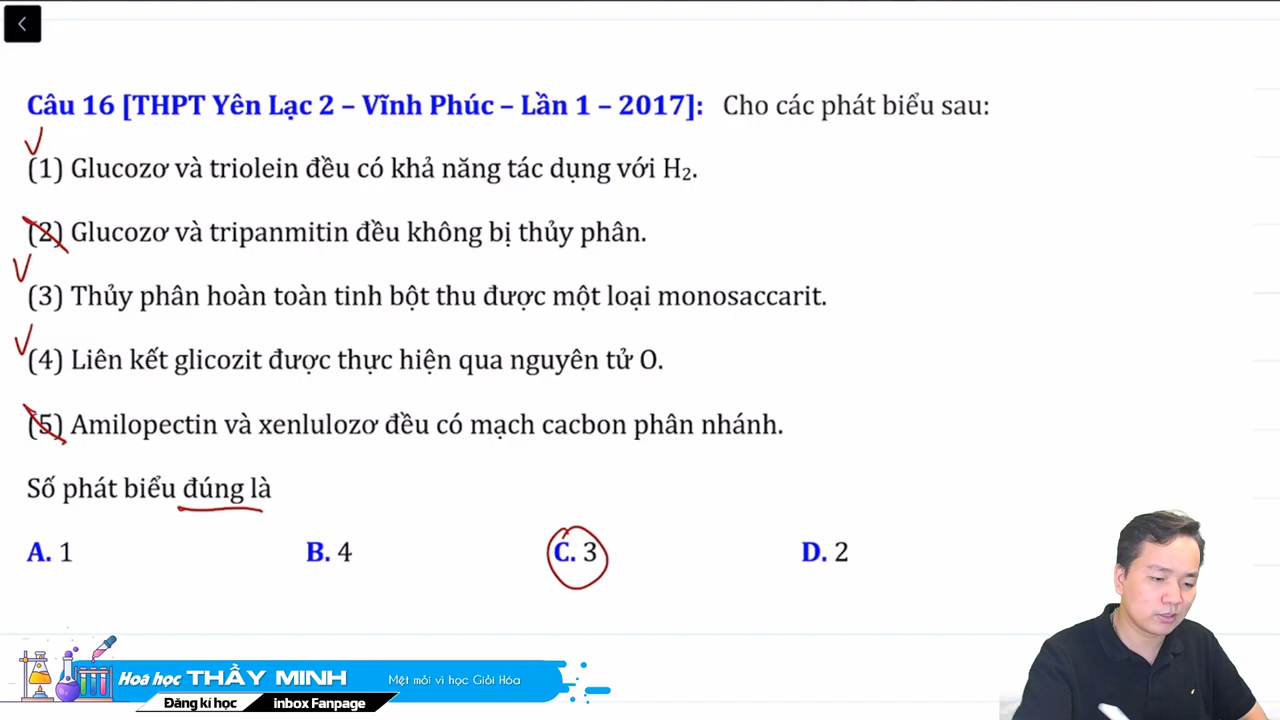 Câu 16 [THPT Yên Lạc 2 – Vĩnh Phúc – Lần 1 – 2017]: Cho các phát biểu sau:
(1) Glucozơ và triolein đều có khả năng tác dụng với H₂.
(2) Glucozơ và tripanmitin đều không bị thủy phân.
(3) Thủy phân hoàn toàn tinh bột thu được một loại monosaccarit.
(4) Liên kết glicozit được thực hiện qua nguyên tử O.
(5) Amilopectin và xenlulozơ đều có mạch cacbon phân nhánh.
Số phát biểu đúng là
A. 1 B. 4 C. 3 D. 2
Hoá học THẦY MINH Mệt mỏi vì học Giỏi Hóa
Đăng kí học inbox Fanpage